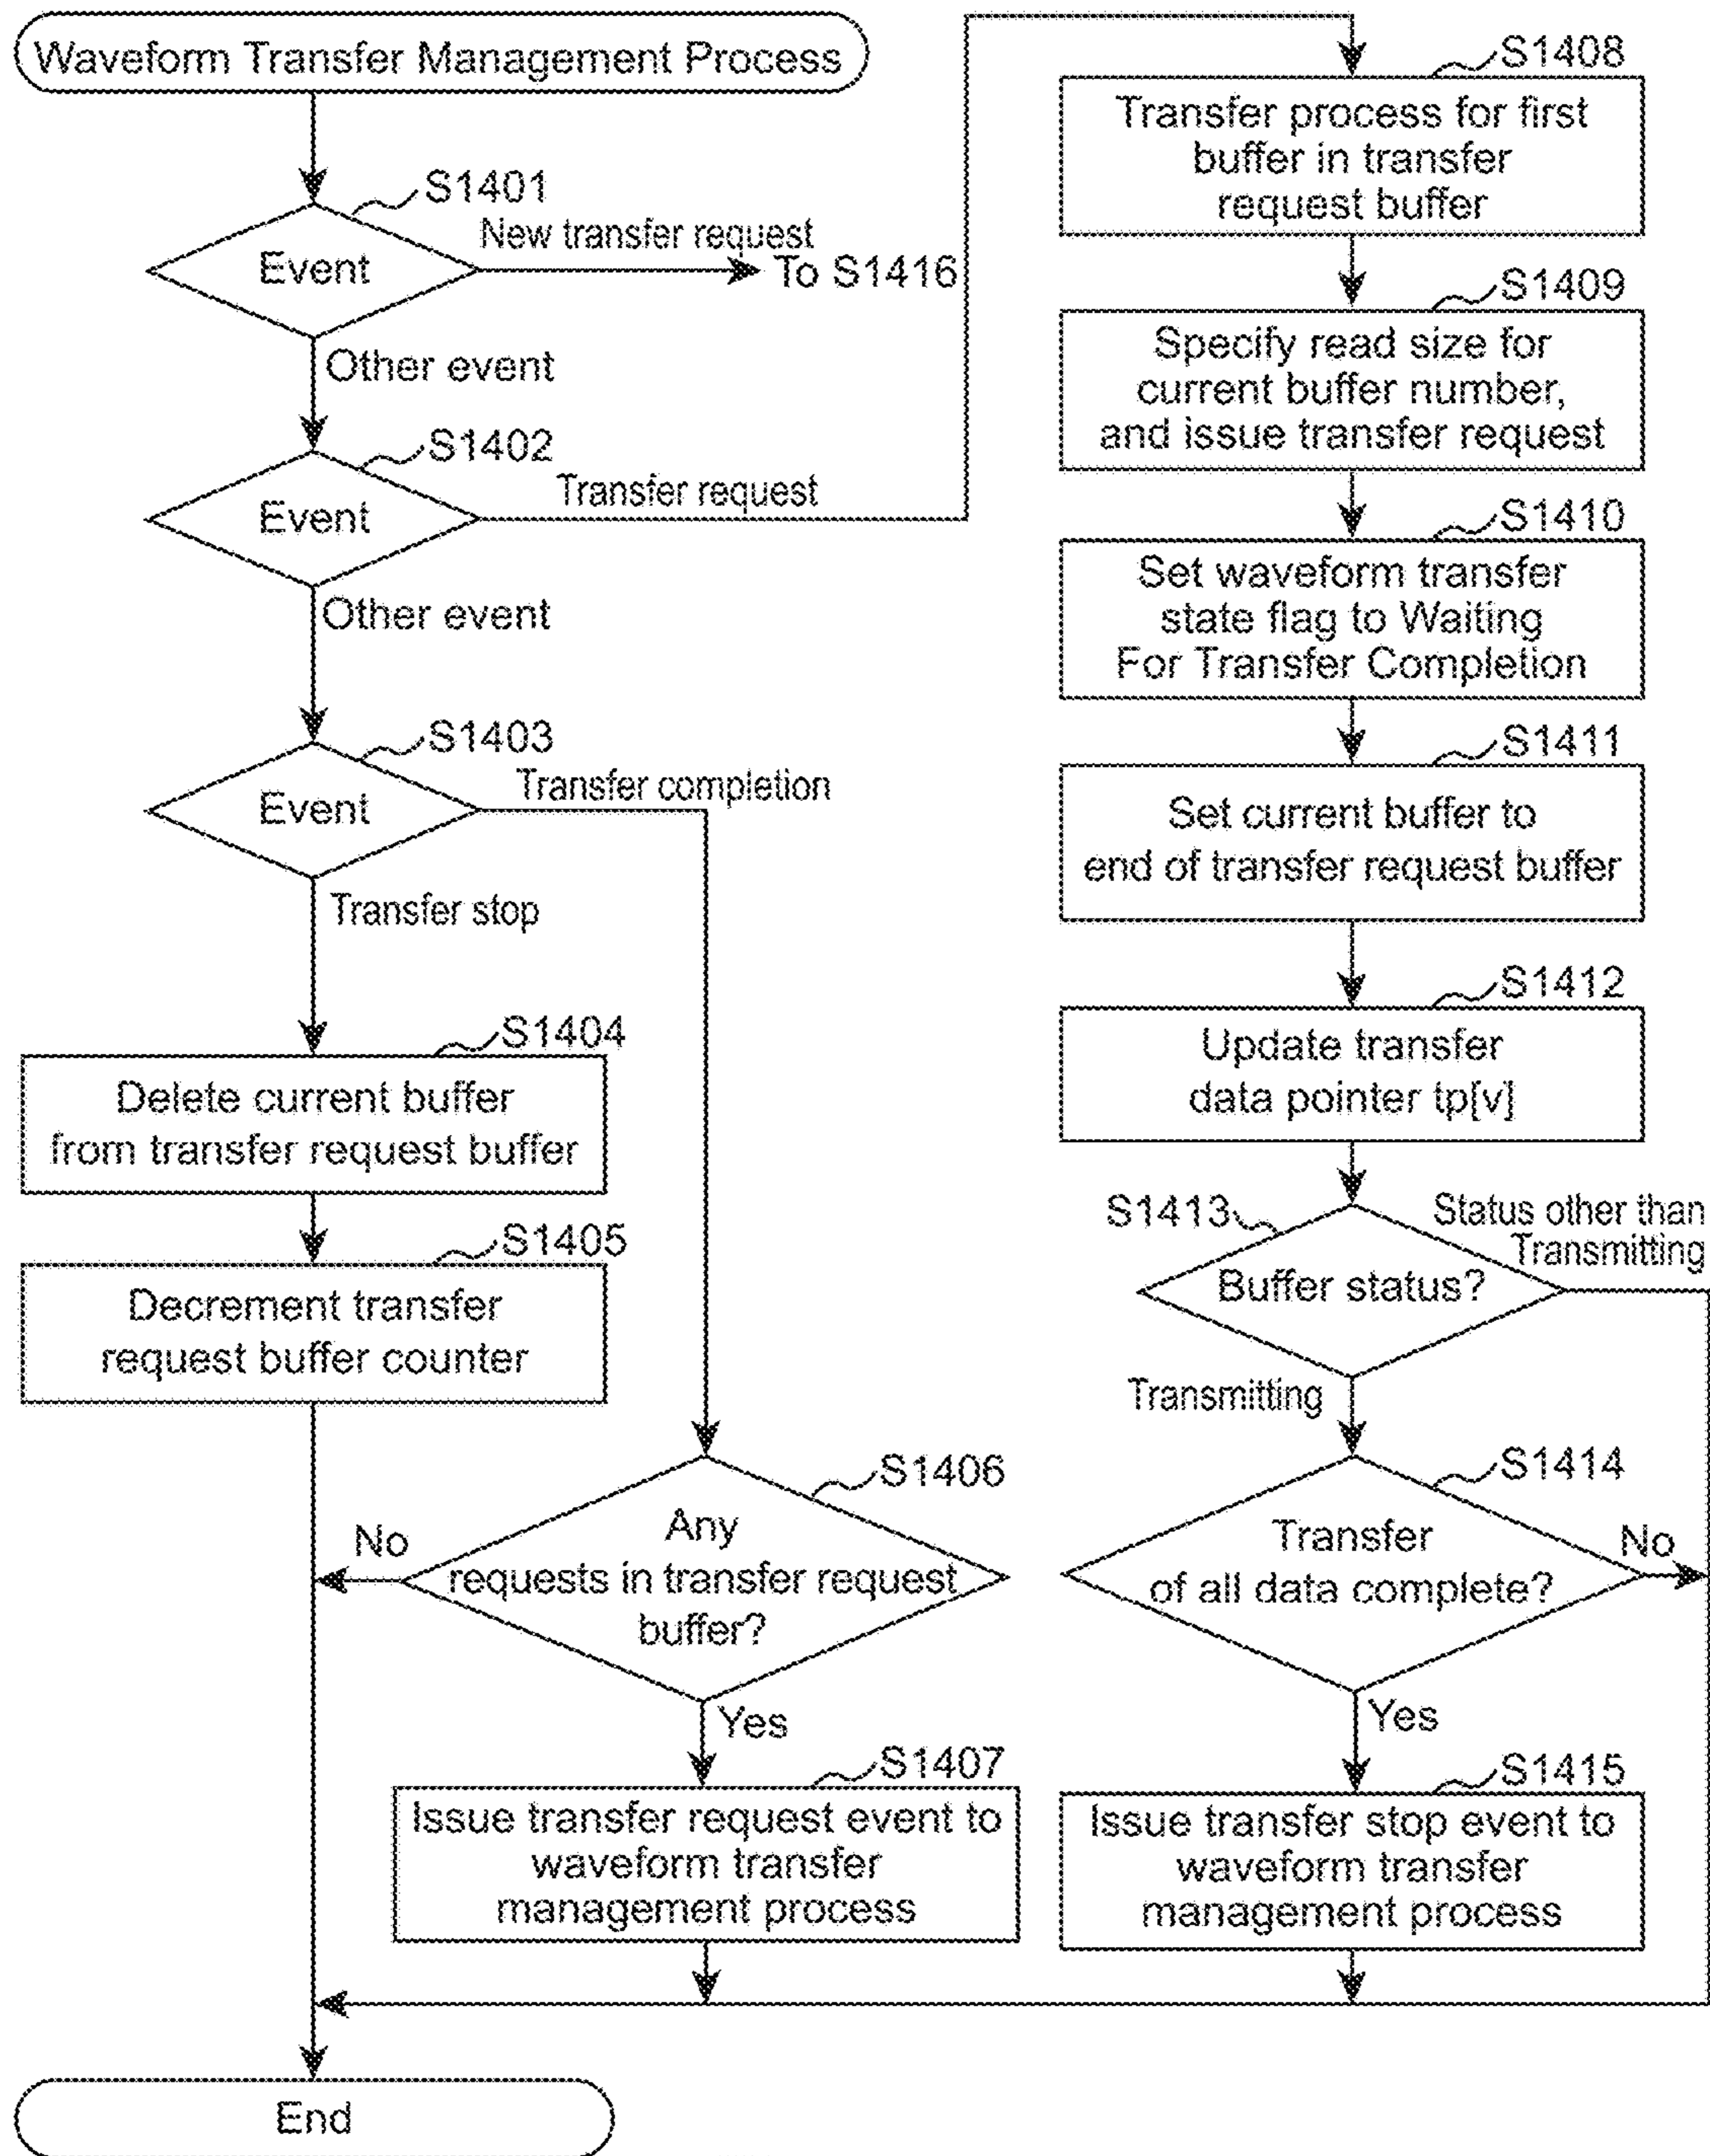 Waveform Transfer Management Process
S1401
Event
New transfer request
To S1416
Other event
S1402
Event
Transfer request
Other event
S1403
Event
Transfer completion
Transfer stop
S1404
Delete current buffer
from transfer request buffer
S1405
Decrement transfer
request buffer counter
S1406
Any
requests in transfer request
buffer?
No
Yes
S1407
Issue transfer request event to
waveform transfer
management process
End
S1408
Transfer process for first
buffer in transfer
request buffer
S1409
Specify read size for
current buffer number,
and issue transfer request
S1410
Set waveform transfer
state flag to Waiting
For Transfer Completion
S1411
Set current buffer to
end of transfer request buffer
S1412
Update transfer
data pointer tp[v]
S1413
Status other than
Transmitting
Buffer status?
Transmitting
S1414
Transfer
of all data complete?
No
Yes
S1415
Issue transfer stop event to
waveform transfer
management process